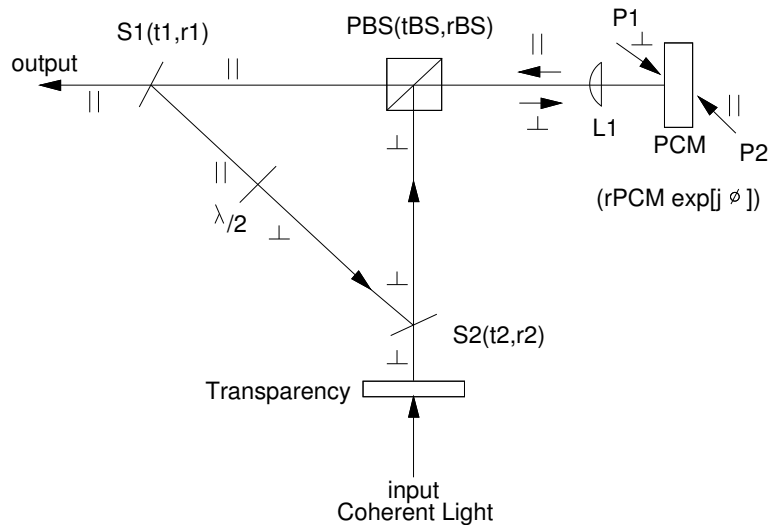 S1(t1,r1)
PBS(tBS,rBS)
P1
output
||
||
||
⊥
⊥
||
⊥
L1
PCM
P2
||
λ/2
⊥
(rPCM exp[j ø ])
⊥
S2(t2,r2)
⊥
Transparency
input
Coherent Light